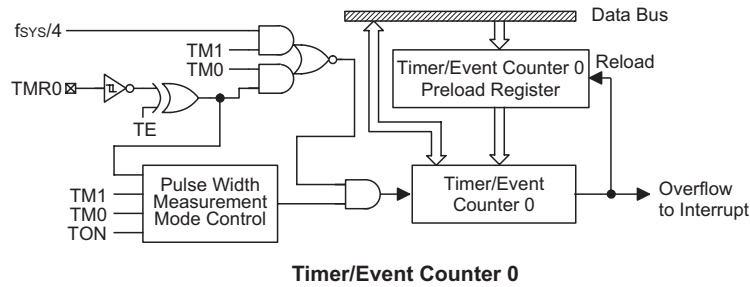 fSYS/4
TM1
TM0
TMR0
TE
TM1
TM0
TON
Pulse Width
Measurement
Mode Control
Data Bus
Timer/Event Counter 0
Preload Register
Reload
Timer/Event
Counter 0
Overflow
to Interrupt
Timer/Event Counter 0